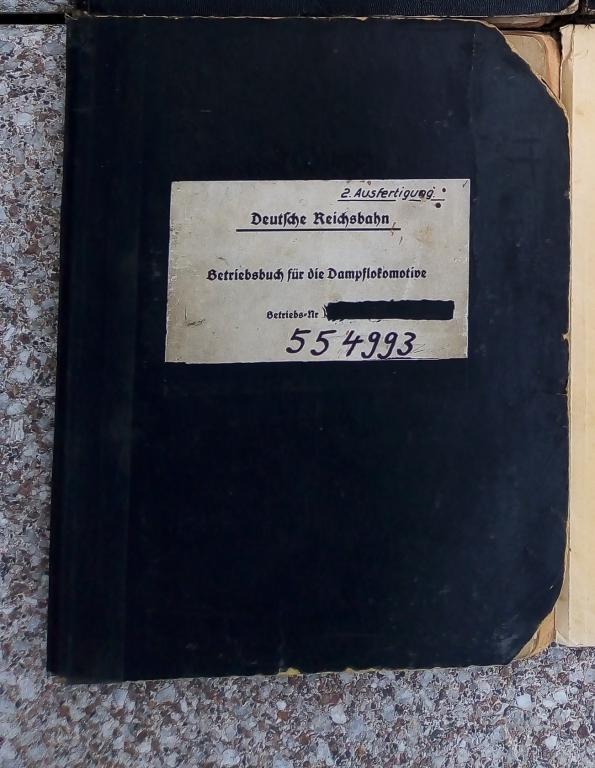 2. Ausfertigung
Deutsche Reichsbahn
Betriebsbuch für die Dampflokomotive
Betriebs-Nr
55 4993